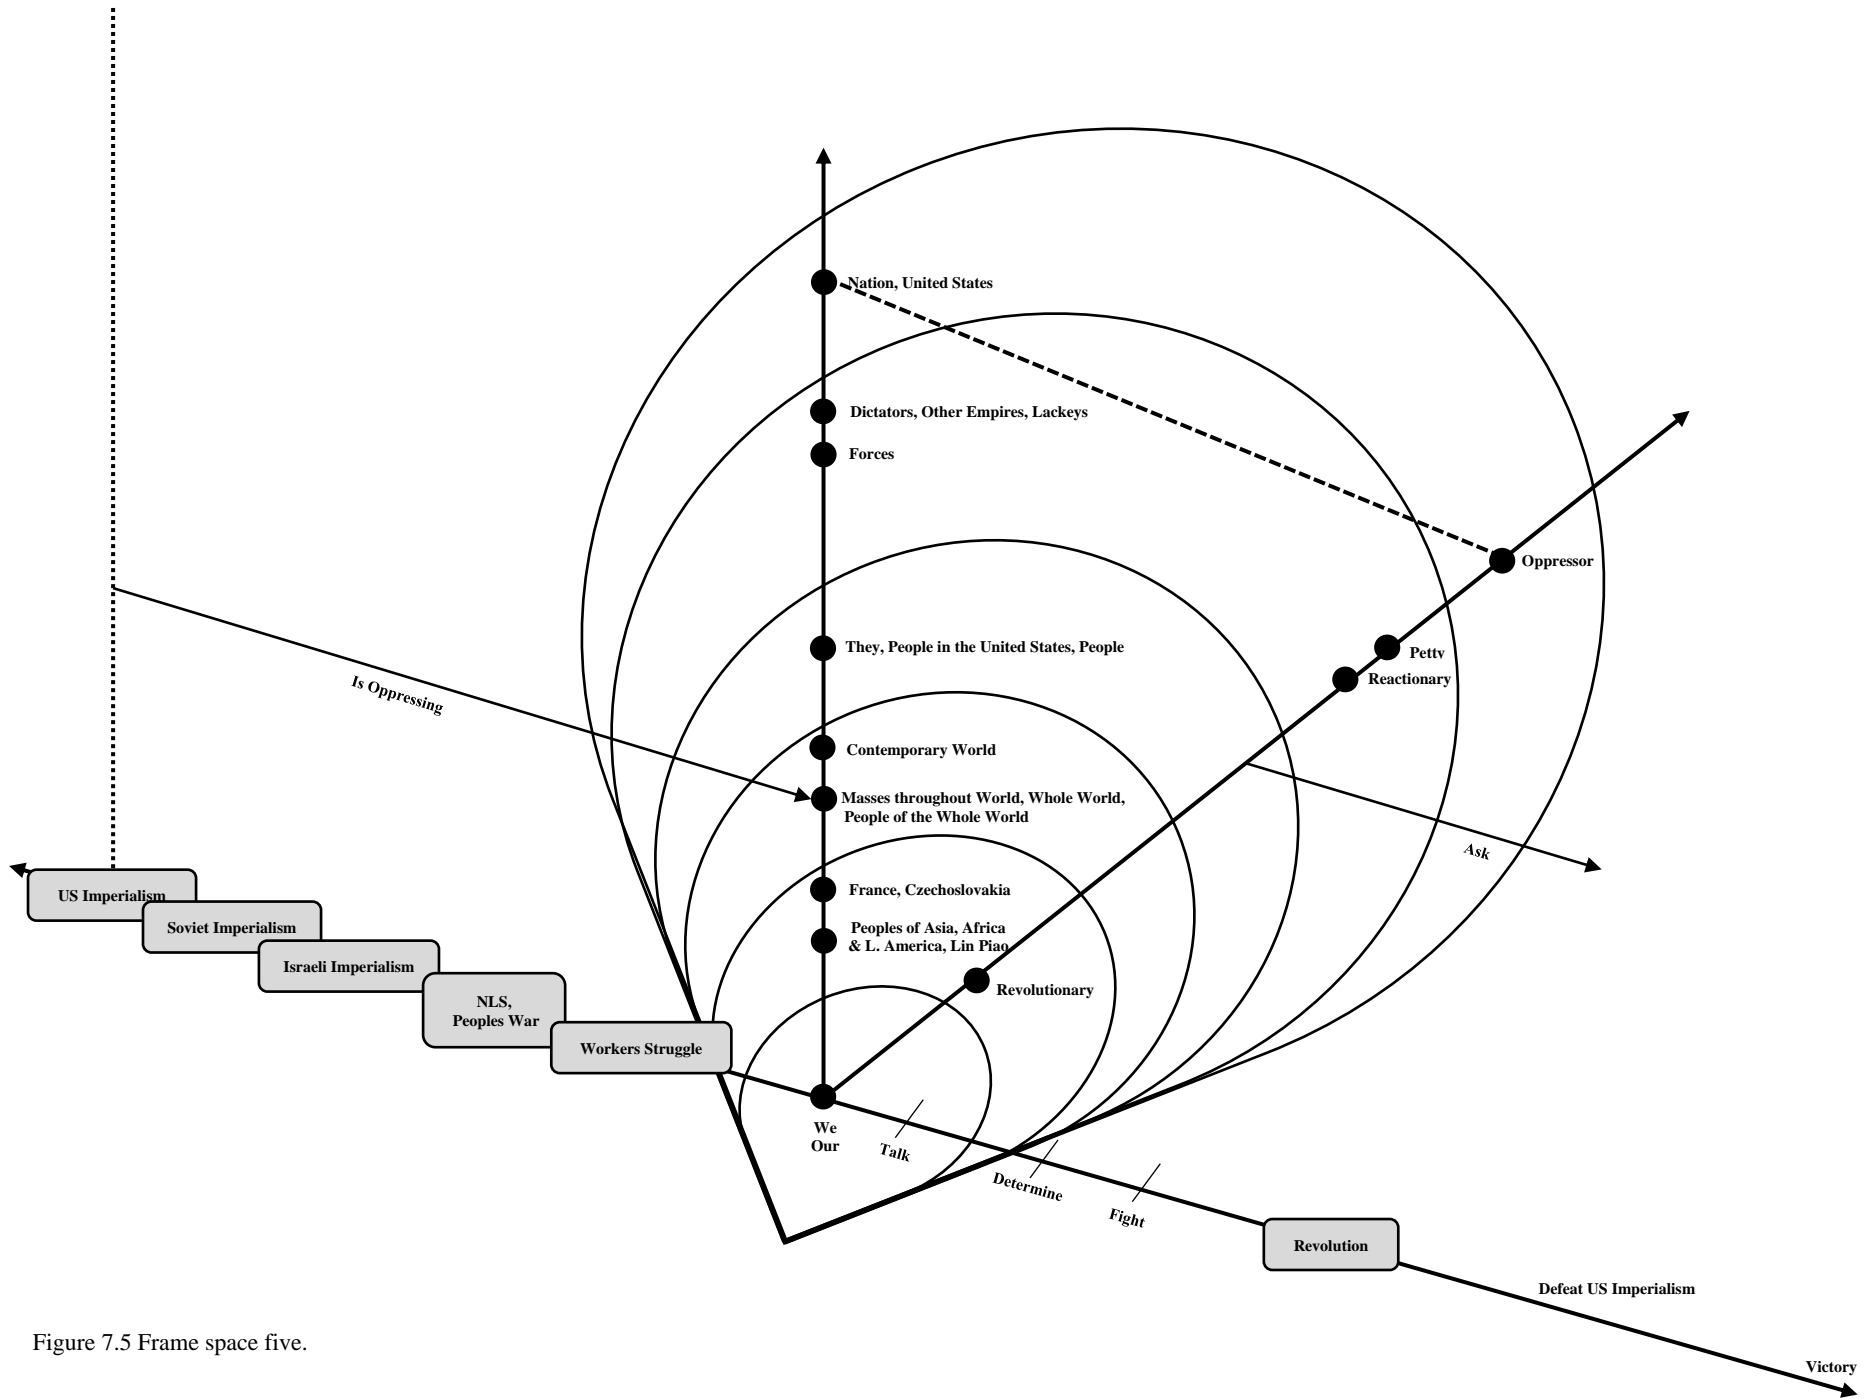 Nation, United States
Dictators, Other Empires, Lackeys
Forces
Oppressor
They, People in the United States, People
Petty
Reactionary
Is Oppressing
Contemporary World
Masses throughout World, Whole World,
People of the Whole World
Ask
France, Czechoslovakia
US Imperialism
Soviet Imperialism
Peoples of Asia, Africa
& L. America, Lin Piao
Israeli Imperialism
Revolutionary
NLS,
Peoples War
Workers Struggle
We
Our
Talk
Determine
Fight
Revolution
Defeat US Imperialism
Victory
Figure 7.5 Frame space five.